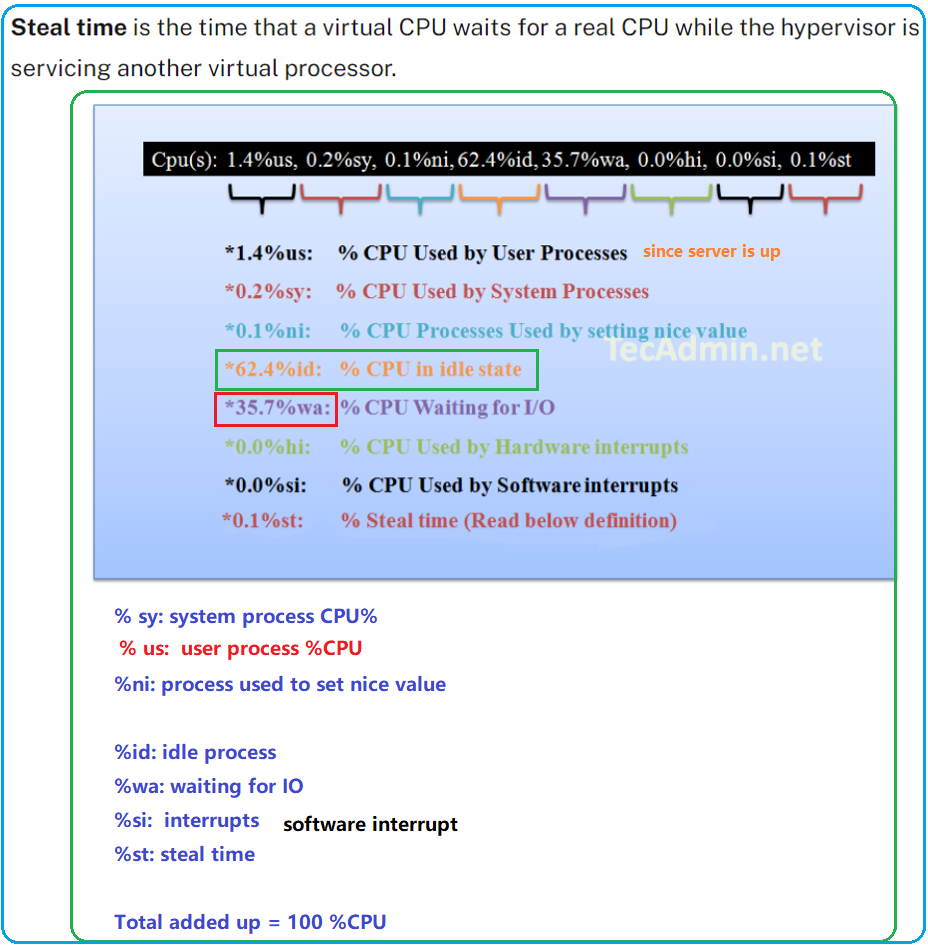 Steal time is the time that a virtual CPU waits for a real CPU while the hypervisor is
servicing another virtual processor.
Cpu(s): 1.4%us, 0.2%sy, 0.1%ni, 62.4%id, 35.7%wa, 0.0%hi, 0.0%si, 0.1%st
*1.4%us: % CPU Used by User Processes since server is up
*0.2%sy: % CPU Used by System Processes
*0.1%ni: % CPU Processes Used by setting nice value
TecAdmin.net
*62.4%id: % CPU in idle state
*35.7%wa: % CPU Waiting for I/O
*0.0%hi: % CPU Used by Hardware interrupts
*0.0%si: % CPU Used by Software interrupts
*0.1%st: % Steal time (Read below definition)
% sy: system process CPU%
% us: user process %CPU
%ni: process used to set nice value
%id: idle process
%wa: waiting for IO
%si: interrupts software interrupt
%st: steal time
Total added up = 100 %CPU